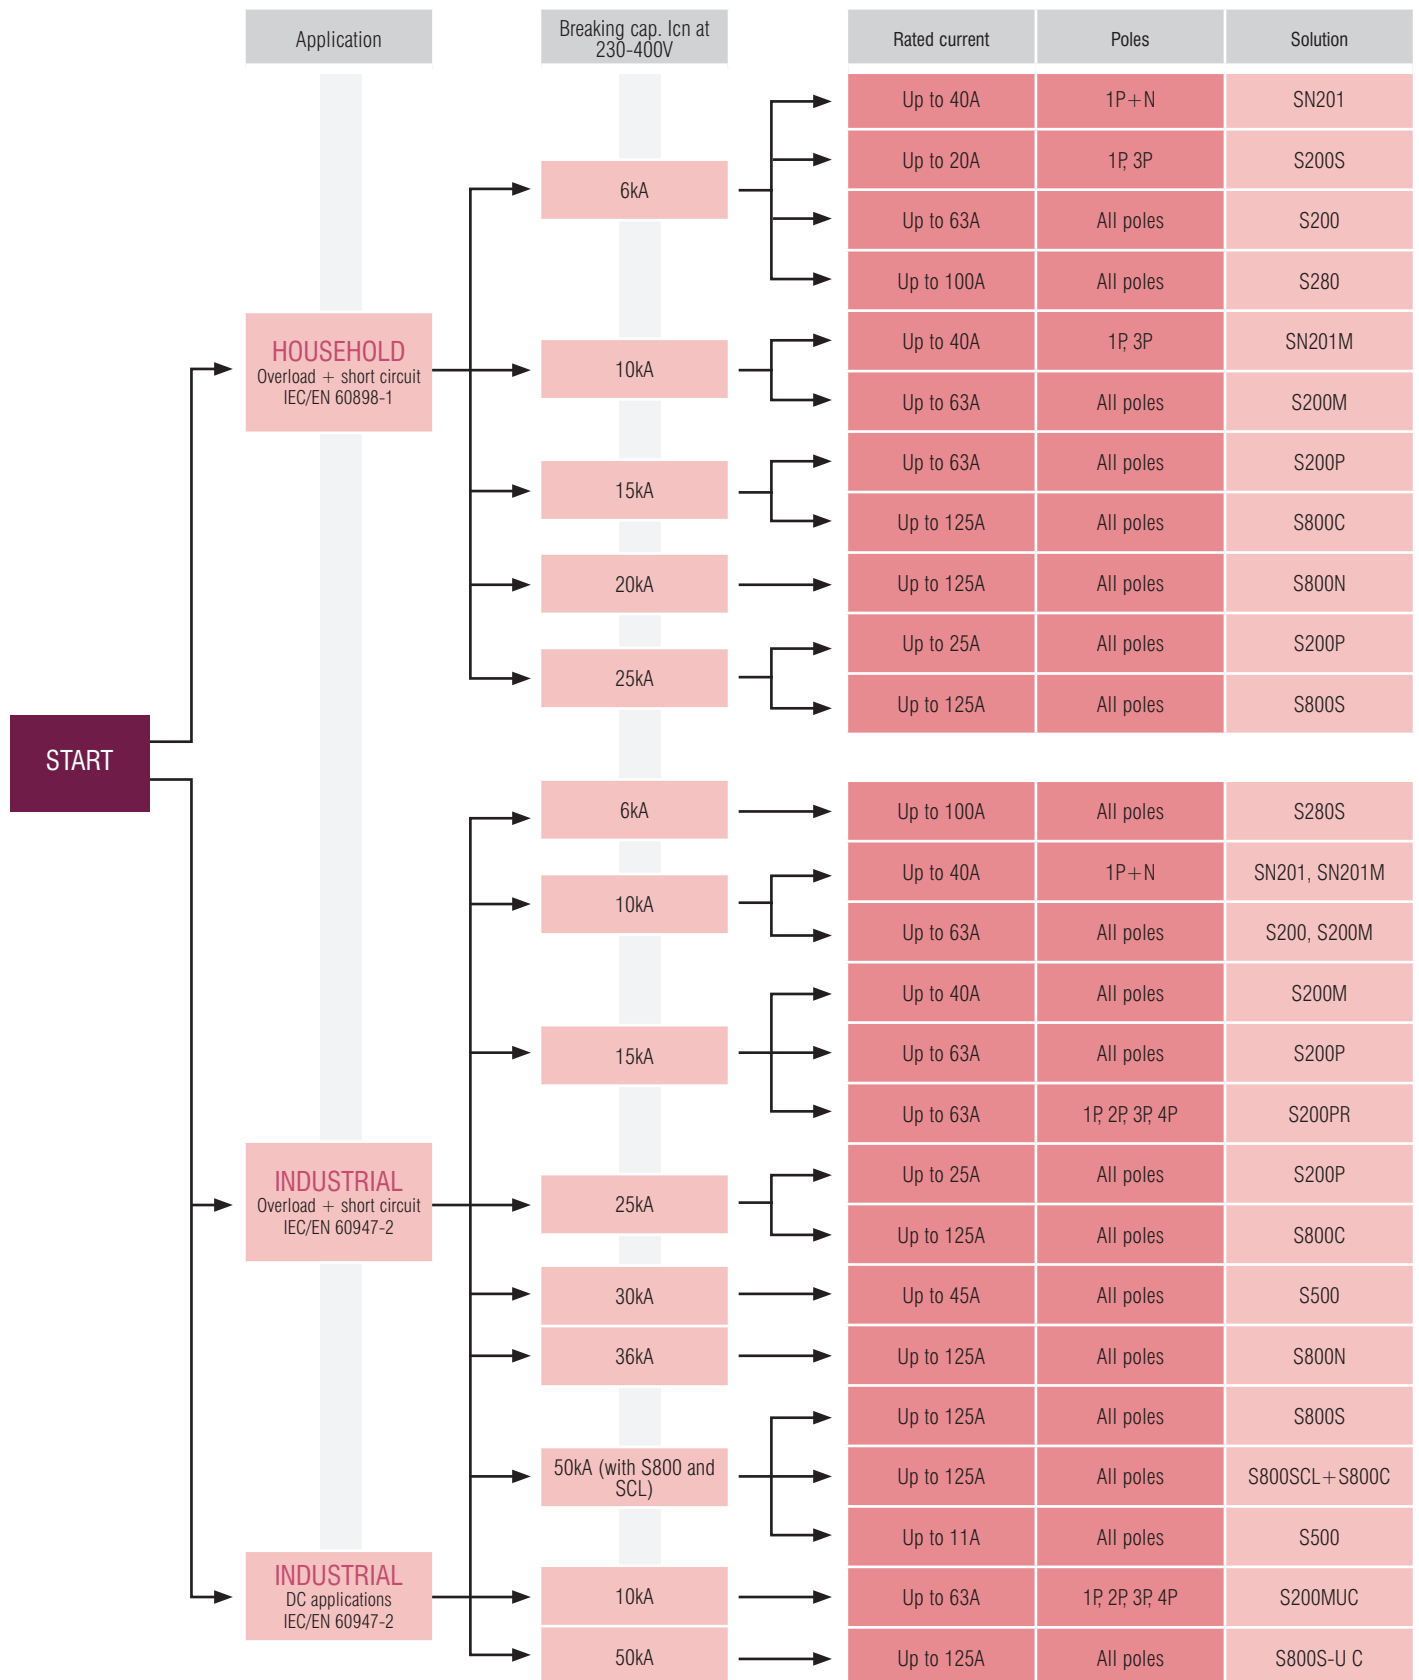 Application
Breaking cap. Icn at
230-400V
Rated current
Poles
Solution
START
HOUSEHOLD
Overload + short circuit
IEC/EN 60898-1
6kA
Up to 40A 1P+N SN201
Up to 20A 1P, 3P S200S
Up to 63A All poles S200
Up to 100A All poles S280
10kA
Up to 40A 1P, 3P SN201M
Up to 63A All poles S200M
15kA
Up to 63A All poles S200P
Up to 125A All poles S800C
20kA
Up to 125A All poles S800N
25kA
Up to 25A All poles S200P
Up to 125A All poles S800S
INDUSTRIAL
Overload + short circuit
IEC/EN 60947-2
6kA
Up to 100A All poles S280S
10kA
Up to 40A 1P+N SN201, SN201M
Up to 63A All poles S200, S200M
15kA
Up to 40A All poles S200M
Up to 63A All poles S200P
Up to 63A 1P, 2P, 3P, 4P S200PR
25kA
Up to 25A All poles S200P
Up to 125A All poles S800C
30kA
Up to 45A All poles S500
36kA
Up to 125A All poles S800N
50kA (with S800 and
SCL)
Up to 125A All poles S800S
Up to 125A All poles S800SCL+S800C
Up to 11A All poles S500
INDUSTRIAL
DC applications
IEC/EN 60947-2
10kA
Up to 63A 1P, 2P, 3P, 4P S200MUC
50kA
Up to 125A All poles S800S-U C